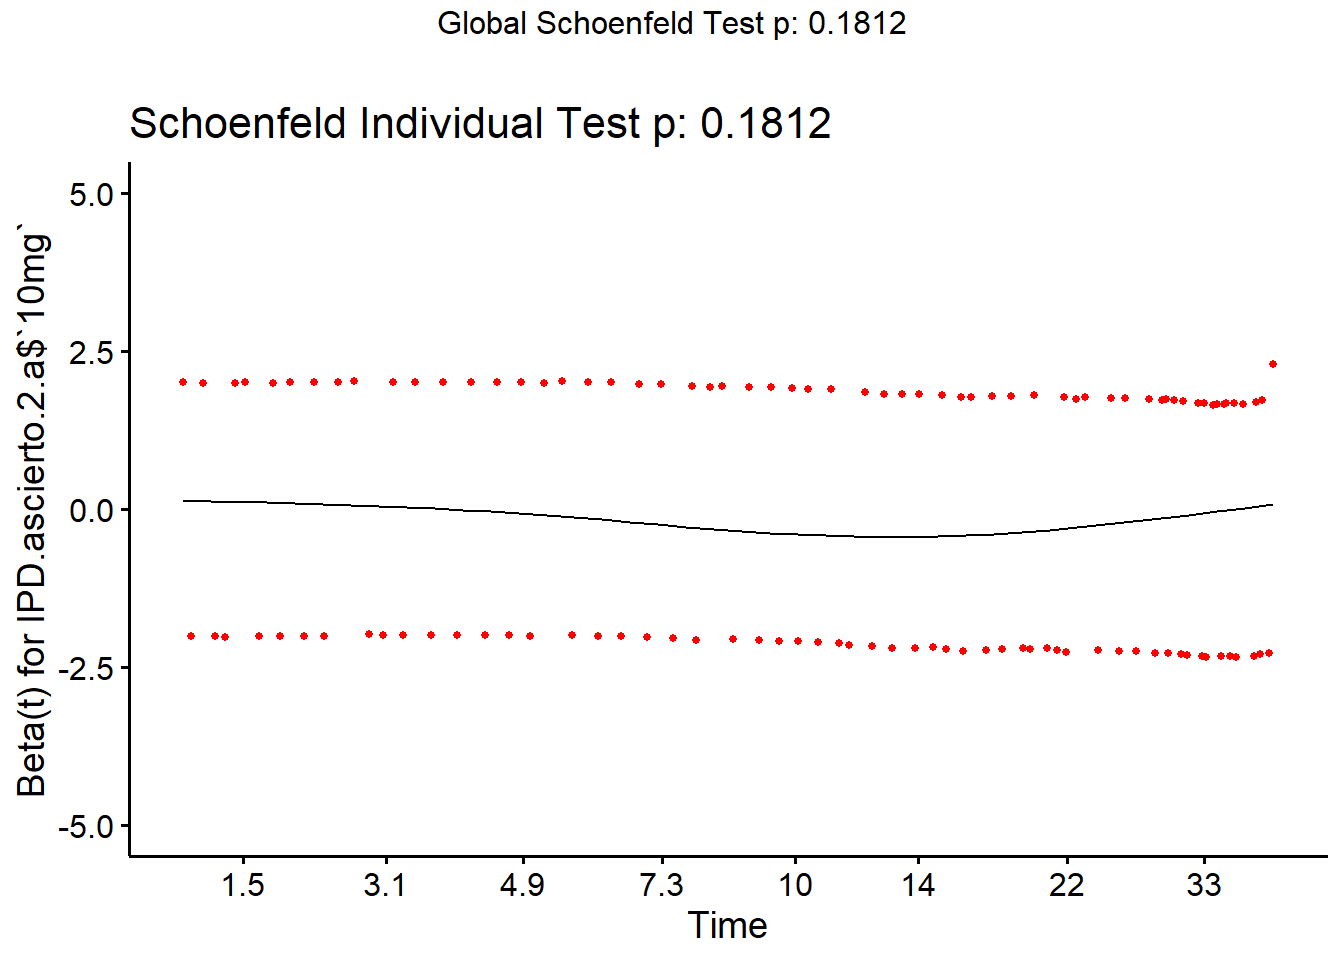 Global Schoenfeld Test p: 0.1812
Schoenfeld Individual Test p: 0.1812
Beta(t) for IPD.ascierto.2.a$`10mg`
5.0
2.5
0.0
-2.5
-5.0
1.5 3.1 4.9 7.3 10 14 22 33
Time